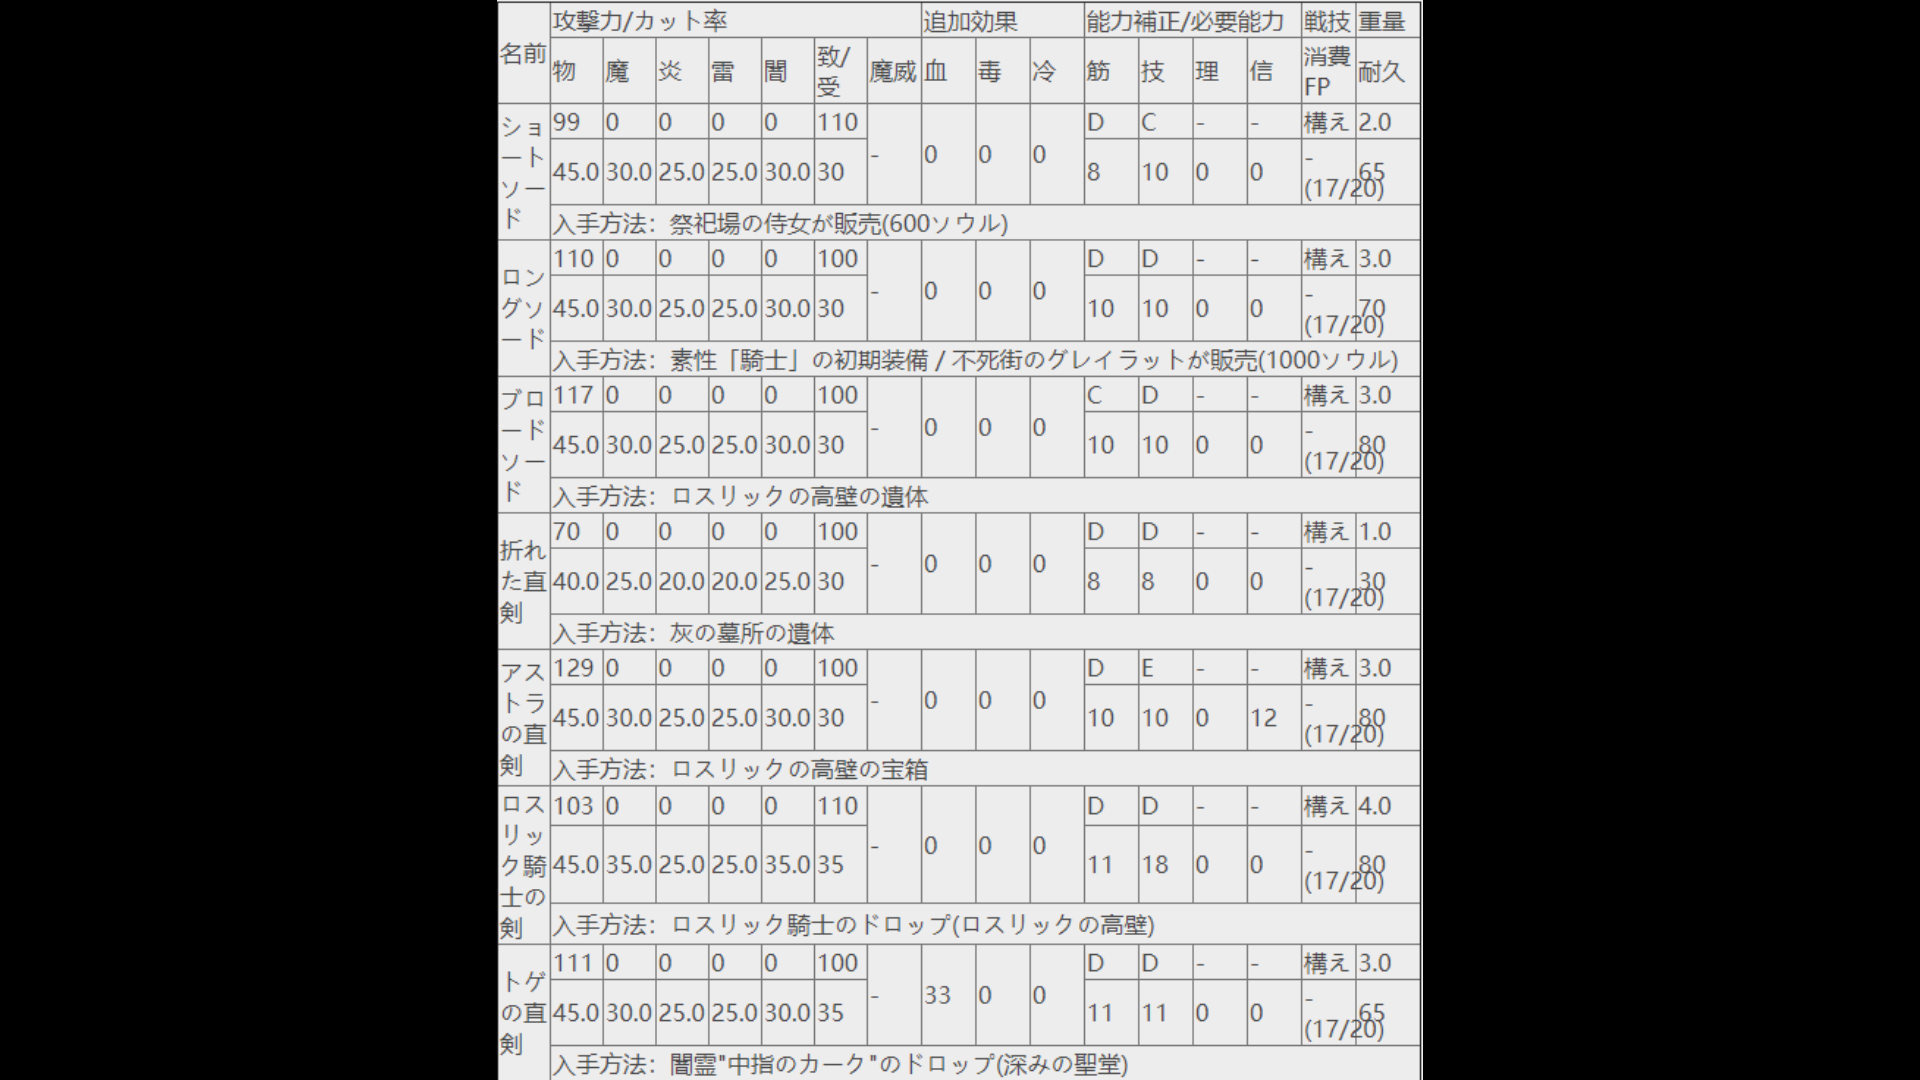 名前 攻撃力/カット率 追加効果 能力補正/必要能力 戦技 重量
物 魔 炎 雷 闇 致/受 魔威 血 毒 冷 筋 技 理 信 消費FP 耐久
ショートソード 99 0 0 0 0 110 - 0 0 0 D C - - 構え 2.0
45.0 30.0 25.0 25.0 30.0 30 8 10 0 0 -(17/20) 65
入手方法：祭祀場の侍女が販売(600ソウル)
ロングソード 110 0 0 0 0 100 - 0 0 0 D D - - 構え 3.0
45.0 30.0 25.0 25.0 30.0 30 10 10 0 0 -(17/20) 70
入手方法：素性「騎士」の初期装備 / 不死街のグレイラットが販売(1000ソウル)
ブロードソード 117 0 0 0 0 100 - 0 0 0 C D - - 構え 3.0
45.0 30.0 25.0 25.0 30.0 30 10 10 0 0 -(17/20) 80
入手方法：ロスリックの高壁の遺体
折れた直剣 70 0 0 0 0 100 - 0 0 0 D D - - 構え 1.0
40.0 25.0 20.0 20.0 25.0 30 8 8 0 0 -(17/20) 30
入手方法：灰の墓所の遺体
アストラの直剣 129 0 0 0 0 100 - 0 0 0 D E - - 構え 3.0
45.0 30.0 25.0 25.0 30.0 30 10 10 0 12 -(17/20) 80
入手方法：ロスリックの高壁の宝箱
ロスリック騎士の剣 103 0 0 0 0 110 - 0 0 0 D D - - 構え 4.0
45.0 35.0 25.0 25.0 35.0 35 11 18 0 0 -(17/20) 80
入手方法：ロスリック騎士のドロップ(ロスリックの高壁)
トゲの直剣 111 0 0 0 0 100 - 33 0 0 D D - - 構え 3.0
45.0 30.0 25.0 25.0 30.0 35 11 11 0 0 -(17/20) 65
入手方法：闇霊"中指のカーク"のドロップ(深みの聖堂)